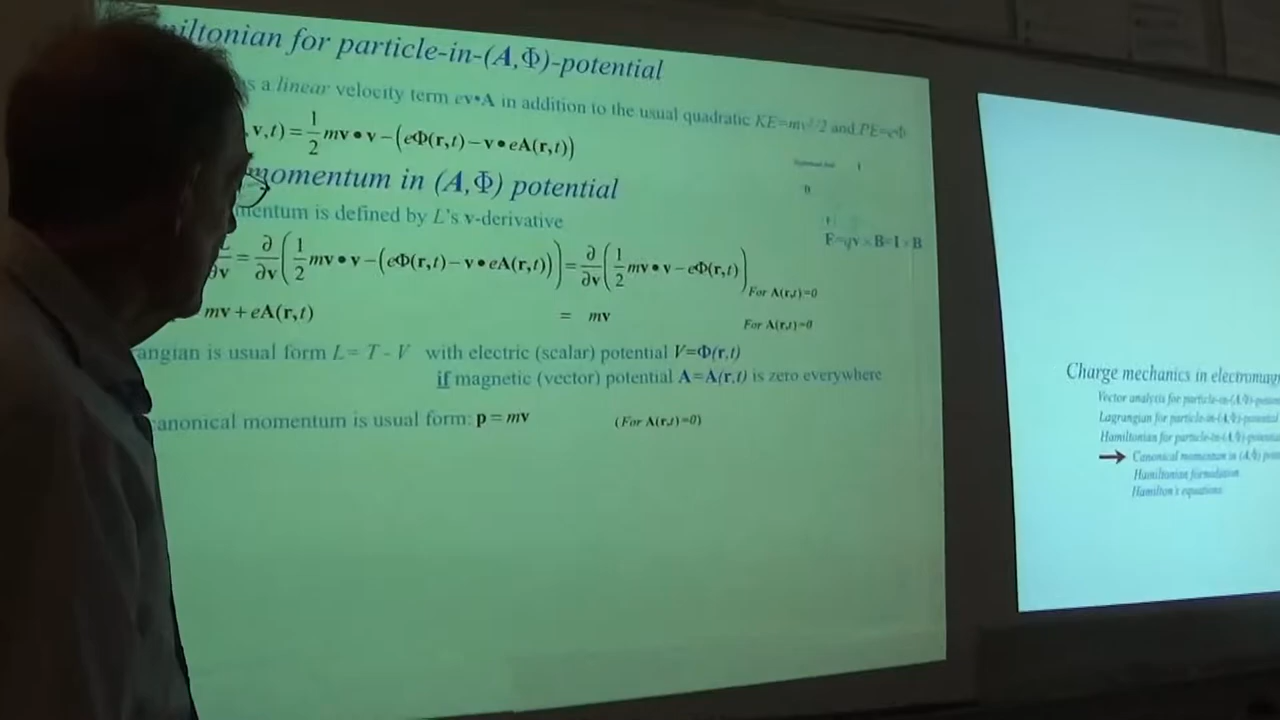 iltonian for particle-in-(A,Φ)-potential
s a linear velocity term ev•A in addition to the usual quadratic KE=mv²/2 and PE=eΦ
,v,t) = 1/2 mv•v − (eΦ(r,t) − v•eA(r,t))
momentum in (A,Φ) potential
mentum is defined by L's v-derivative
∂v = ∂/∂v (1/2 mv•v − (eΦ(r,t) − v•eA(r,t))) = ∂/∂v (1/2 mv•v − eΦ(r,t)) For A(r,t)=0
mv + eA(r,t) = mv For A(r,t)=0
angian is usual form L= T - V with electric (scalar) potential V=Φ(r,t)
if magnetic (vector) potential A=A(r,t) is zero everywhere
canonical momentum is usual form: p = mv (For A(r,t)=0)
F=qv×B=I×B
Charge mechanics in electromag
Vector analysis for particle-in-(A,Φ)-poten
Lagrangian for particle-in-(A,Φ)-potential
Hamiltonian for particle-in-(A,Φ)-potentia
Canonical momentum in (A,Φ) pote
Hamiltonian formulation
Hamilton's equations